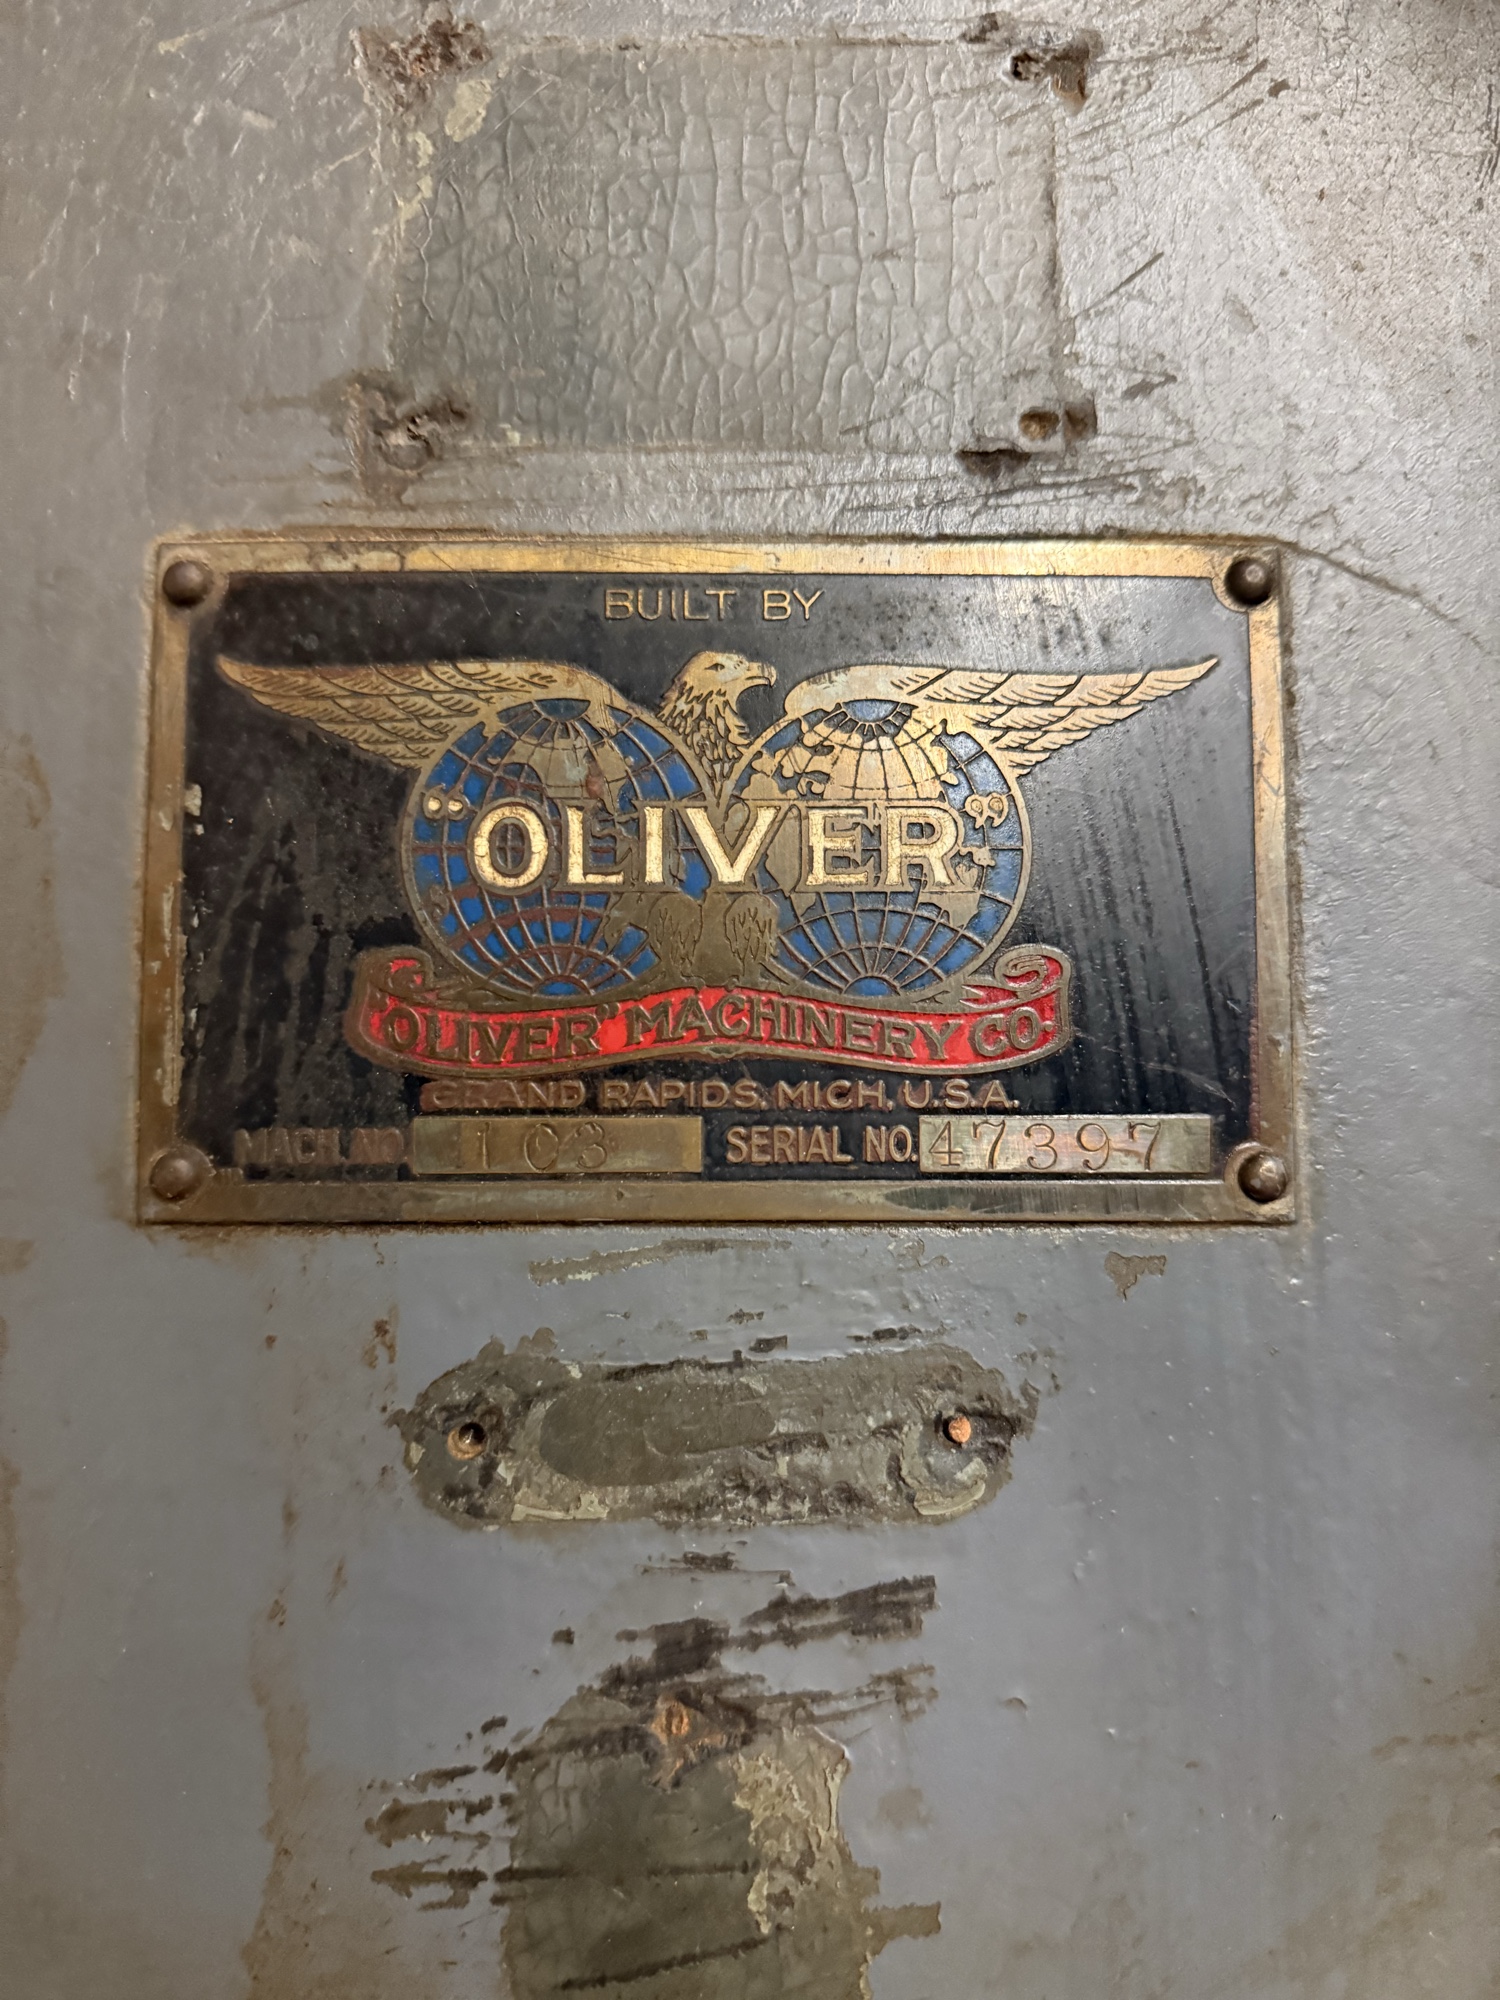 BUILT BY
"OLIVER"
"OLIVER" MACHINERY CO.
GRAND RAPIDS, MICH, U.S.A.
MACH. NO. 103 SERIAL NO. 47397